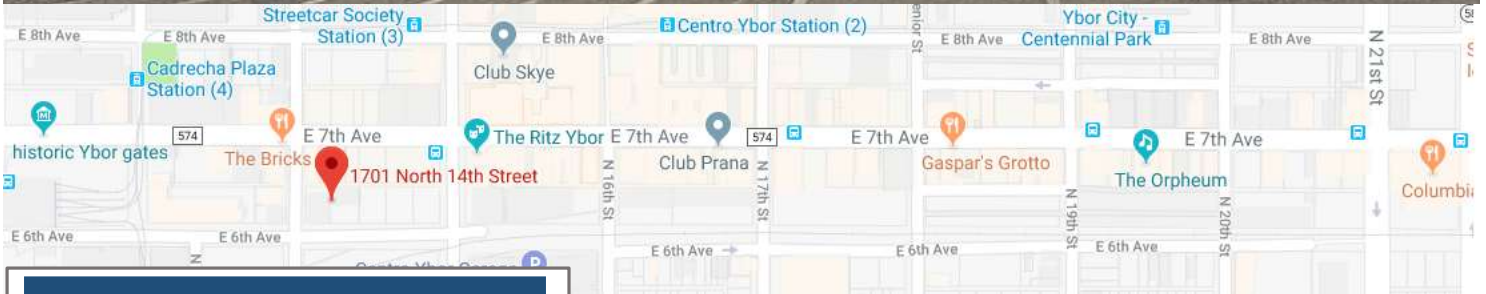 Streetcar Society
Station (3)
Centro Ybor Station (2)
Ybor City -
Centennial Park
E 8th Ave
E 8th Ave
E 8th Ave
E 8th Ave
E 8th Ave
N 21st St
Cadrecha Plaza
Station (4)
Club Skye
574
E 7th Ave
The Ritz Ybor
E 7th Ave
574
E 7th Ave
E 7th Ave
historic Ybor gates
The Bricks
Club Prana
Gaspar's Grotto
The Orpheum
1701 North 14th Street
N 16th St
N 17th St
N 19th St
N 20th St
E 6th Ave
E 6th Ave
E 6th Ave
E 6th Ave
E 6th Ave
N
P